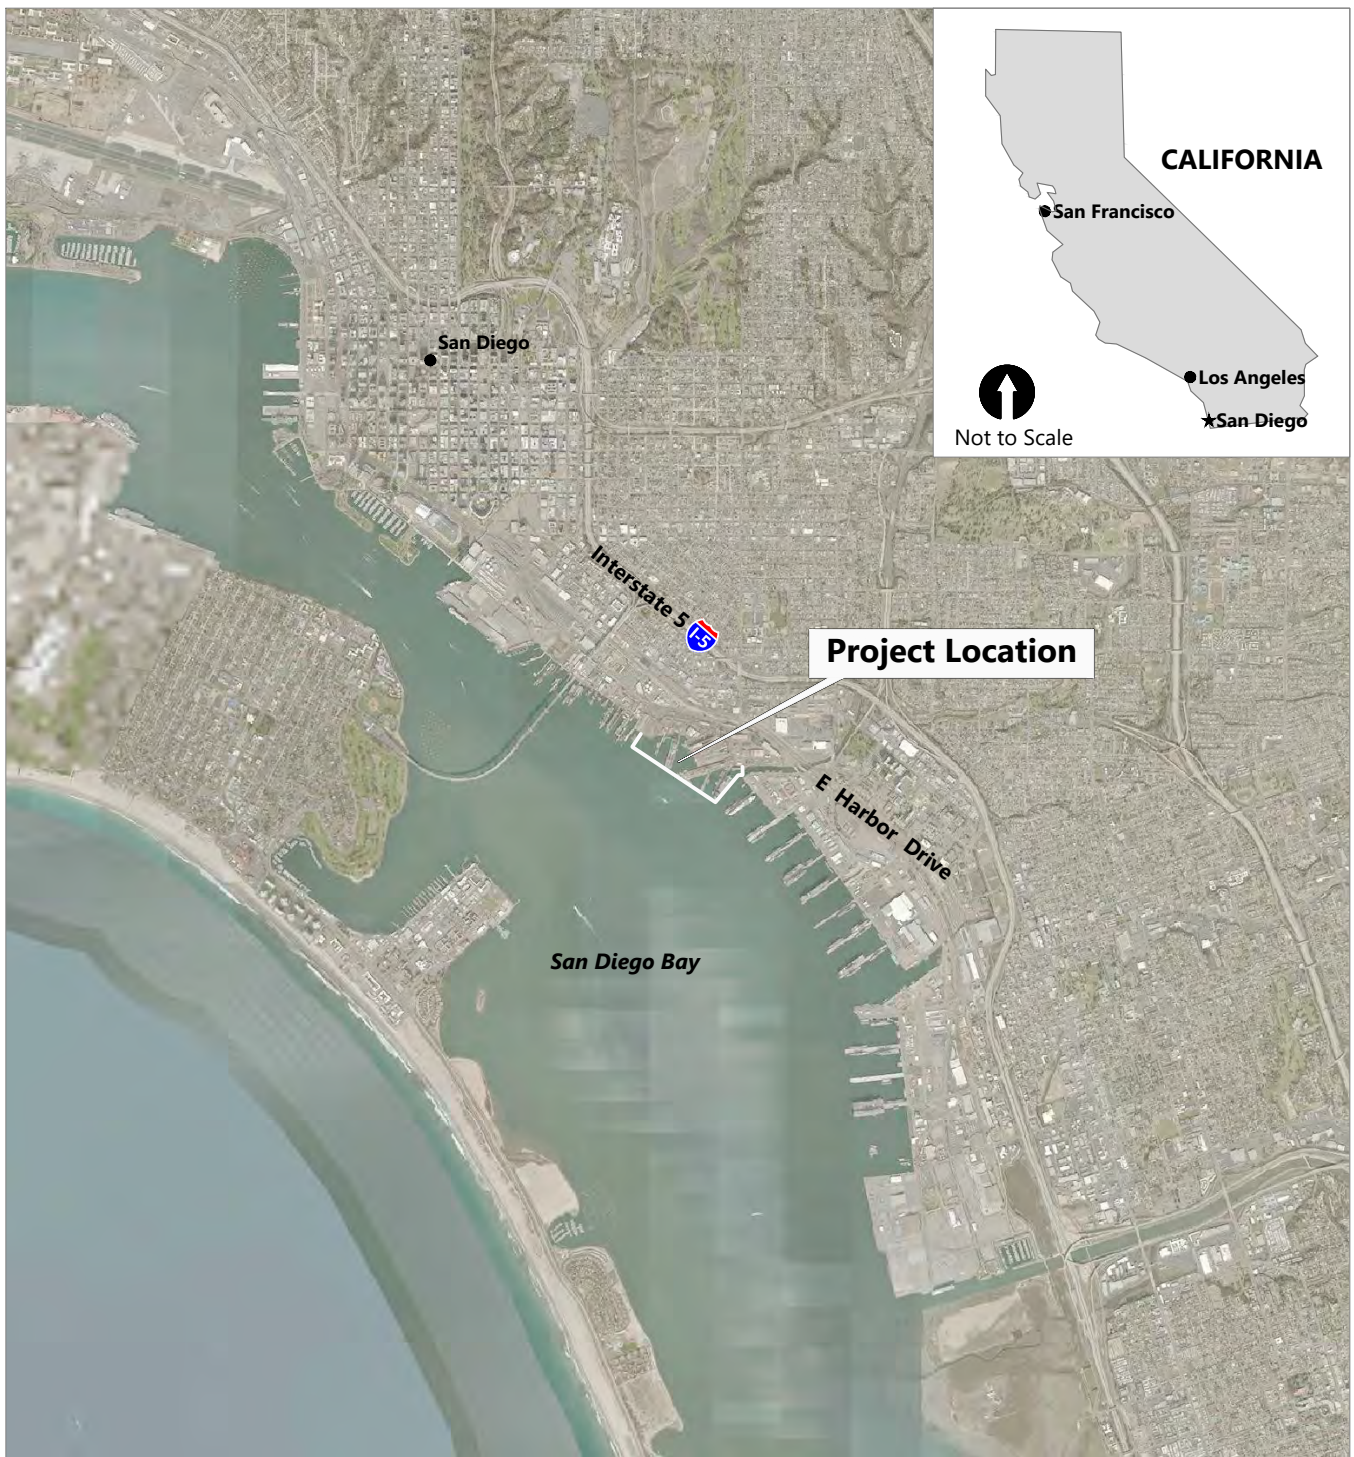 CALIFORNIA
San Francisco
Los Angeles
San Diego
Not to Scale
San Diego
Interstate 5
I-5
Project Location
E Harbor Drive
San Diego Bay